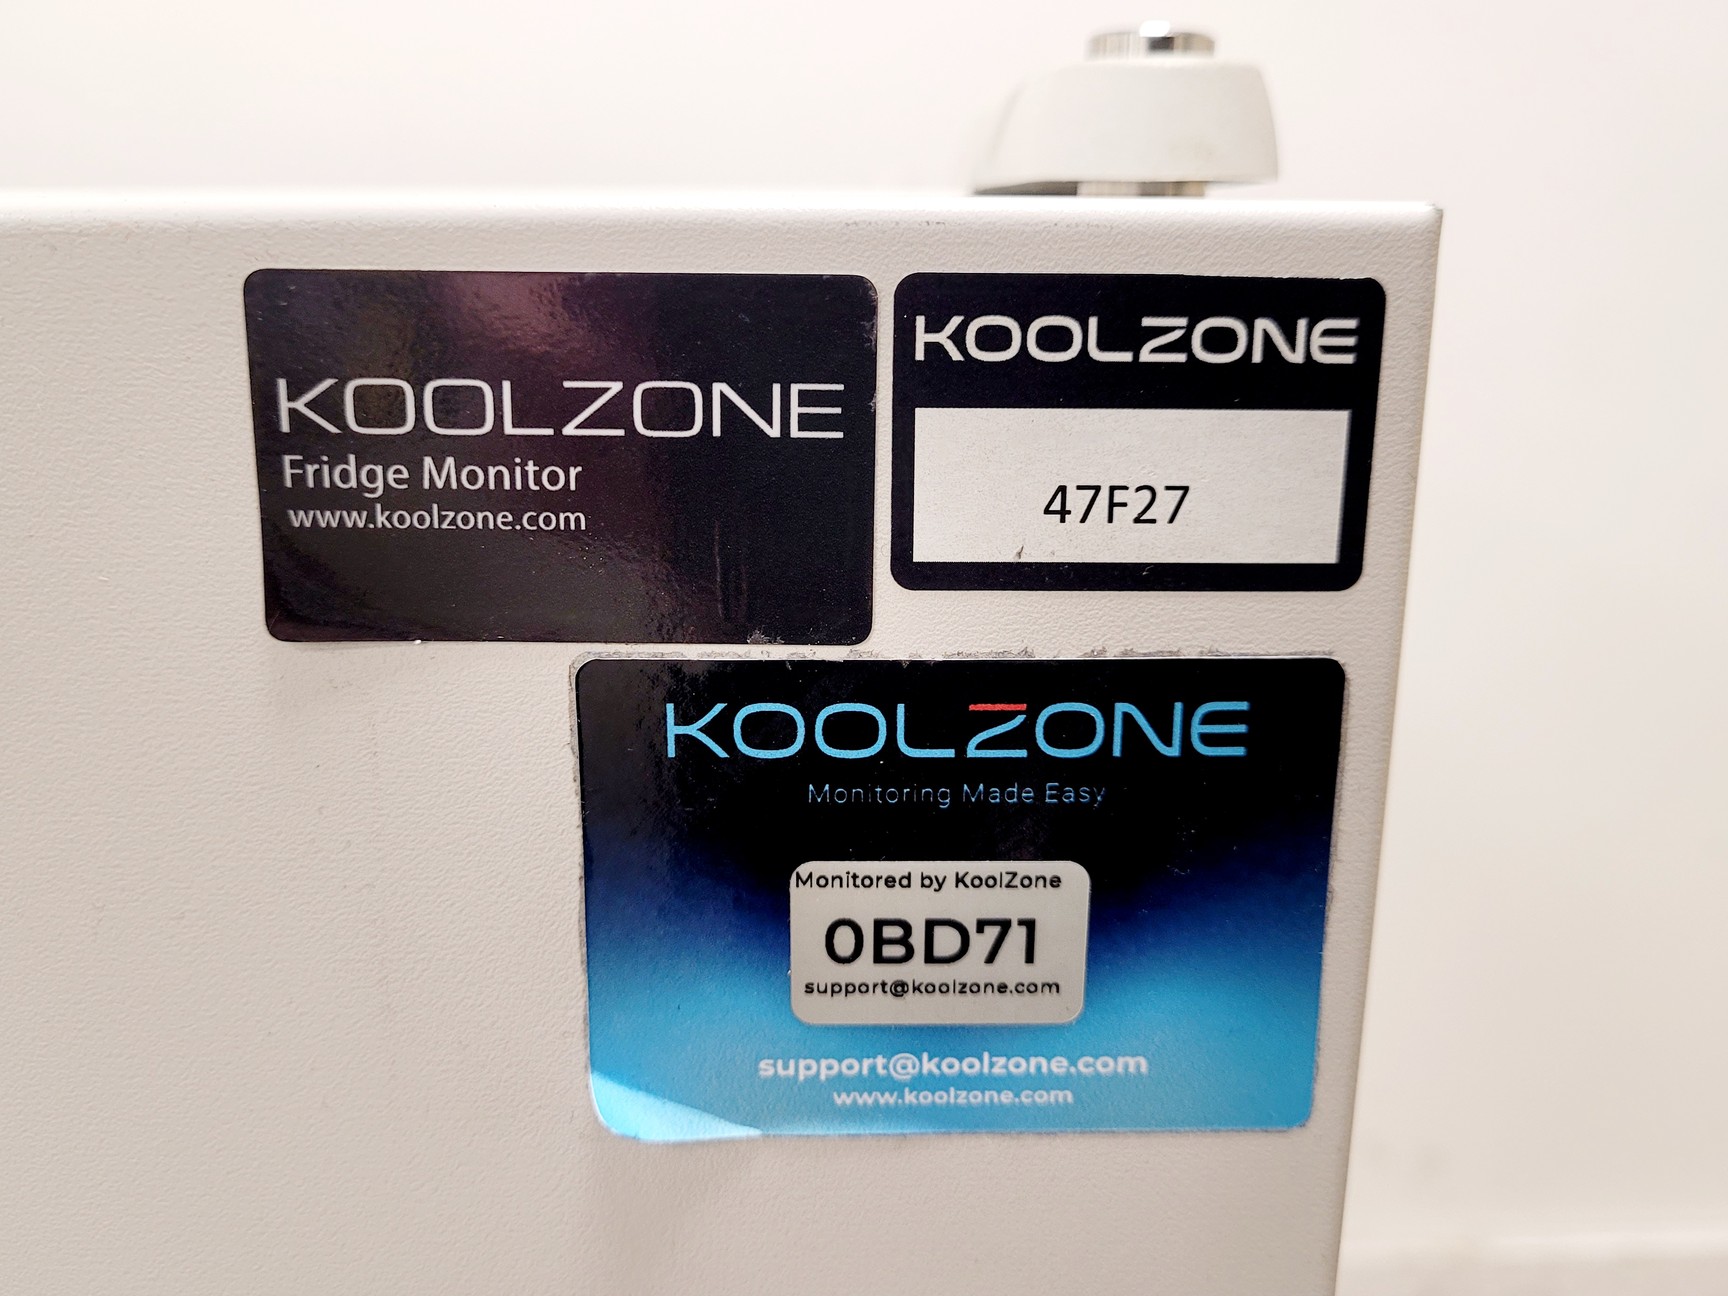 KOOLZONE
Fridge Monitor
www.koolzone.com
KOOLZONE
47F27
KOOLZONE
Monitoring Made Easy
Monitored by KoolZone
0BD71
support@koolzone.com
support@koolzone.com
www.koolzone.com